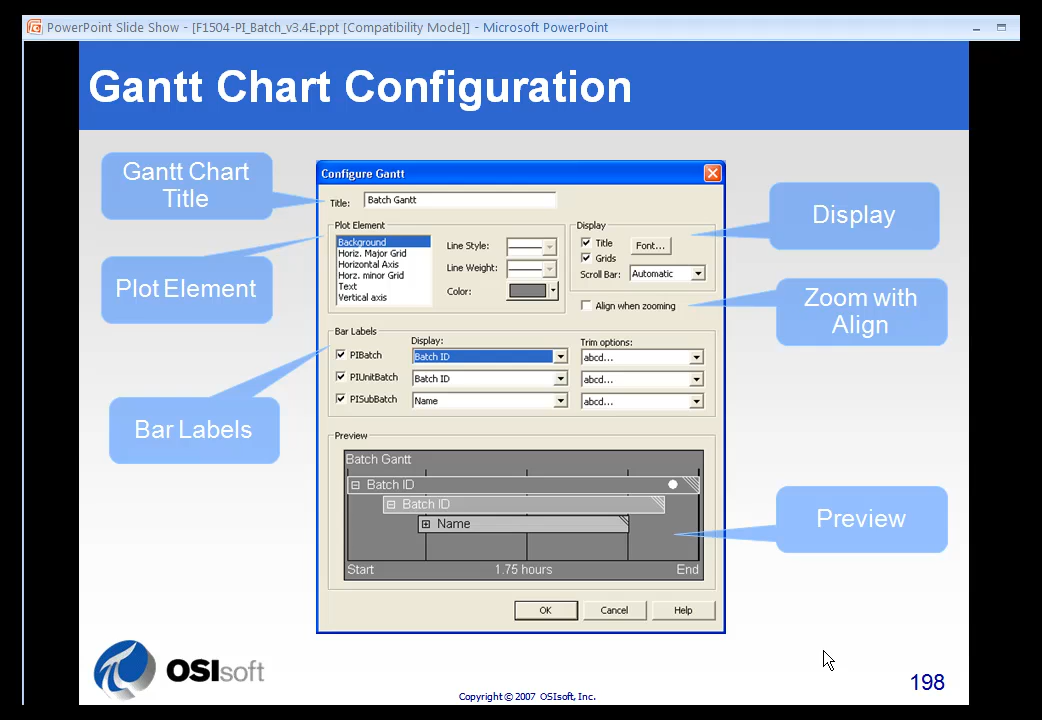 PowerPoint Slide Show - [F1504-PI_Batch_v3.4E.ppt [Compatibility Mode]] - Microsoft PowerPoint
Gantt Chart Configuration
Gantt Chart
Title
Plot Element
Bar Labels
Configure Gantt
Title:
Batch Gantt
Plot Element
Background
Horiz. Major Grid
Horizontal Axis
Horz. minor Grid
Text
Vertical axis
Line Style:
Line Weight:
Color:
Display
Title
Font...
Grids
Scroll Bar:
Automatic
Align when zooming
Bar Labels
Display:
Trim options:
PIBatch
Batch ID
abcd...
PIUnitBatch
Batch ID
abcd...
PISubBatch
Name
abcd...
Preview
Batch Gantt
Batch ID
Batch ID
Name
Start
1.75 hours
End
OK
Cancel
Help
Display
Zoom with
Align
Preview
OSIsoft
Copyright © 2007 OSIsoft, Inc.
198